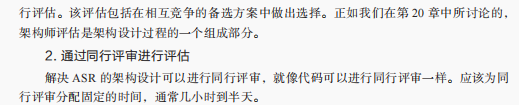 行评估。该评估包括在相互竞争的备选方案中做出选择。正如我们在第 20 章中所讨论的，
架构师评估是架构设计过程的一个组成部分。
2. 通过同行评审进行评估
解决 ASR 的架构设计可以进行同行评审，就像代码可以进行同行评审一样。应该为同
行评审分配固定的时间，通常几小时到半天。